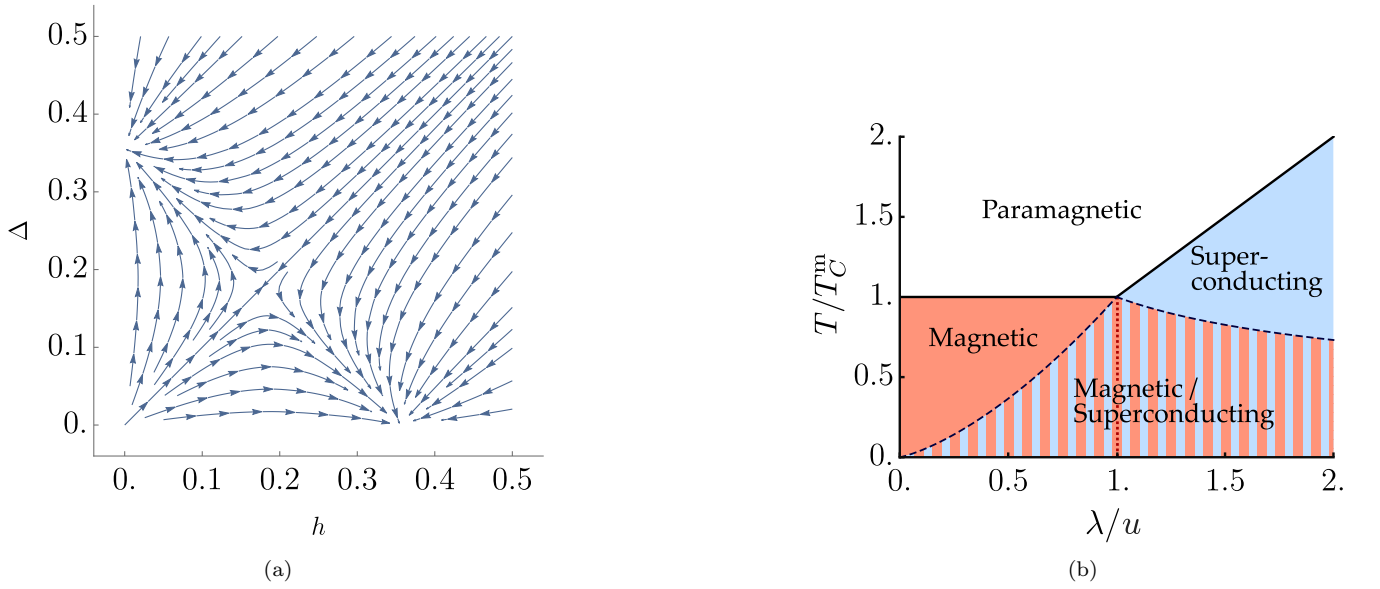 0.5
0.4
0.3
0.2
0.1
0.
Δ
0. 0.1 0.2 0.3 0.4 0.5
h
(a)
2.
1.5
1.
0.5
0.
T/T_C^m
Paramagnetic
Super-
conducting
Magnetic
Magnetic /
Superconducting
0. 0.5 1. 1.5 2.
λ/u
(b)